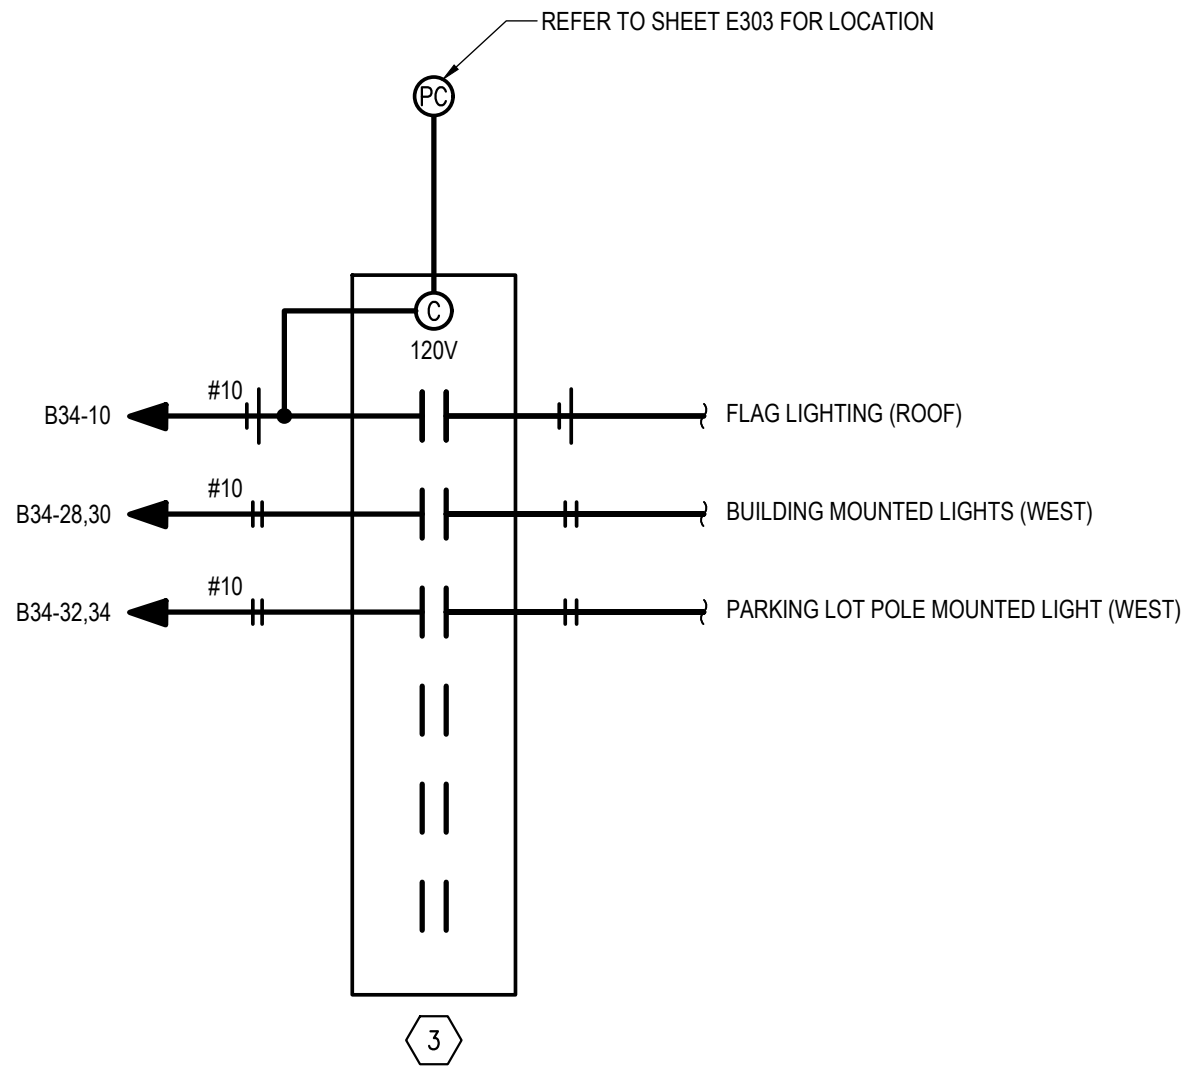 REFER TO SHEET E303 FOR LOCATION
PC
C
120V
#10
B34-10
FLAG LIGHTING (ROOF)
#10
B34-28,30
BUILDING MOUNTED LIGHTS (WEST)
#10
B34-32,34
PARKING LOT POLE MOUNTED LIGHT (WEST)
3